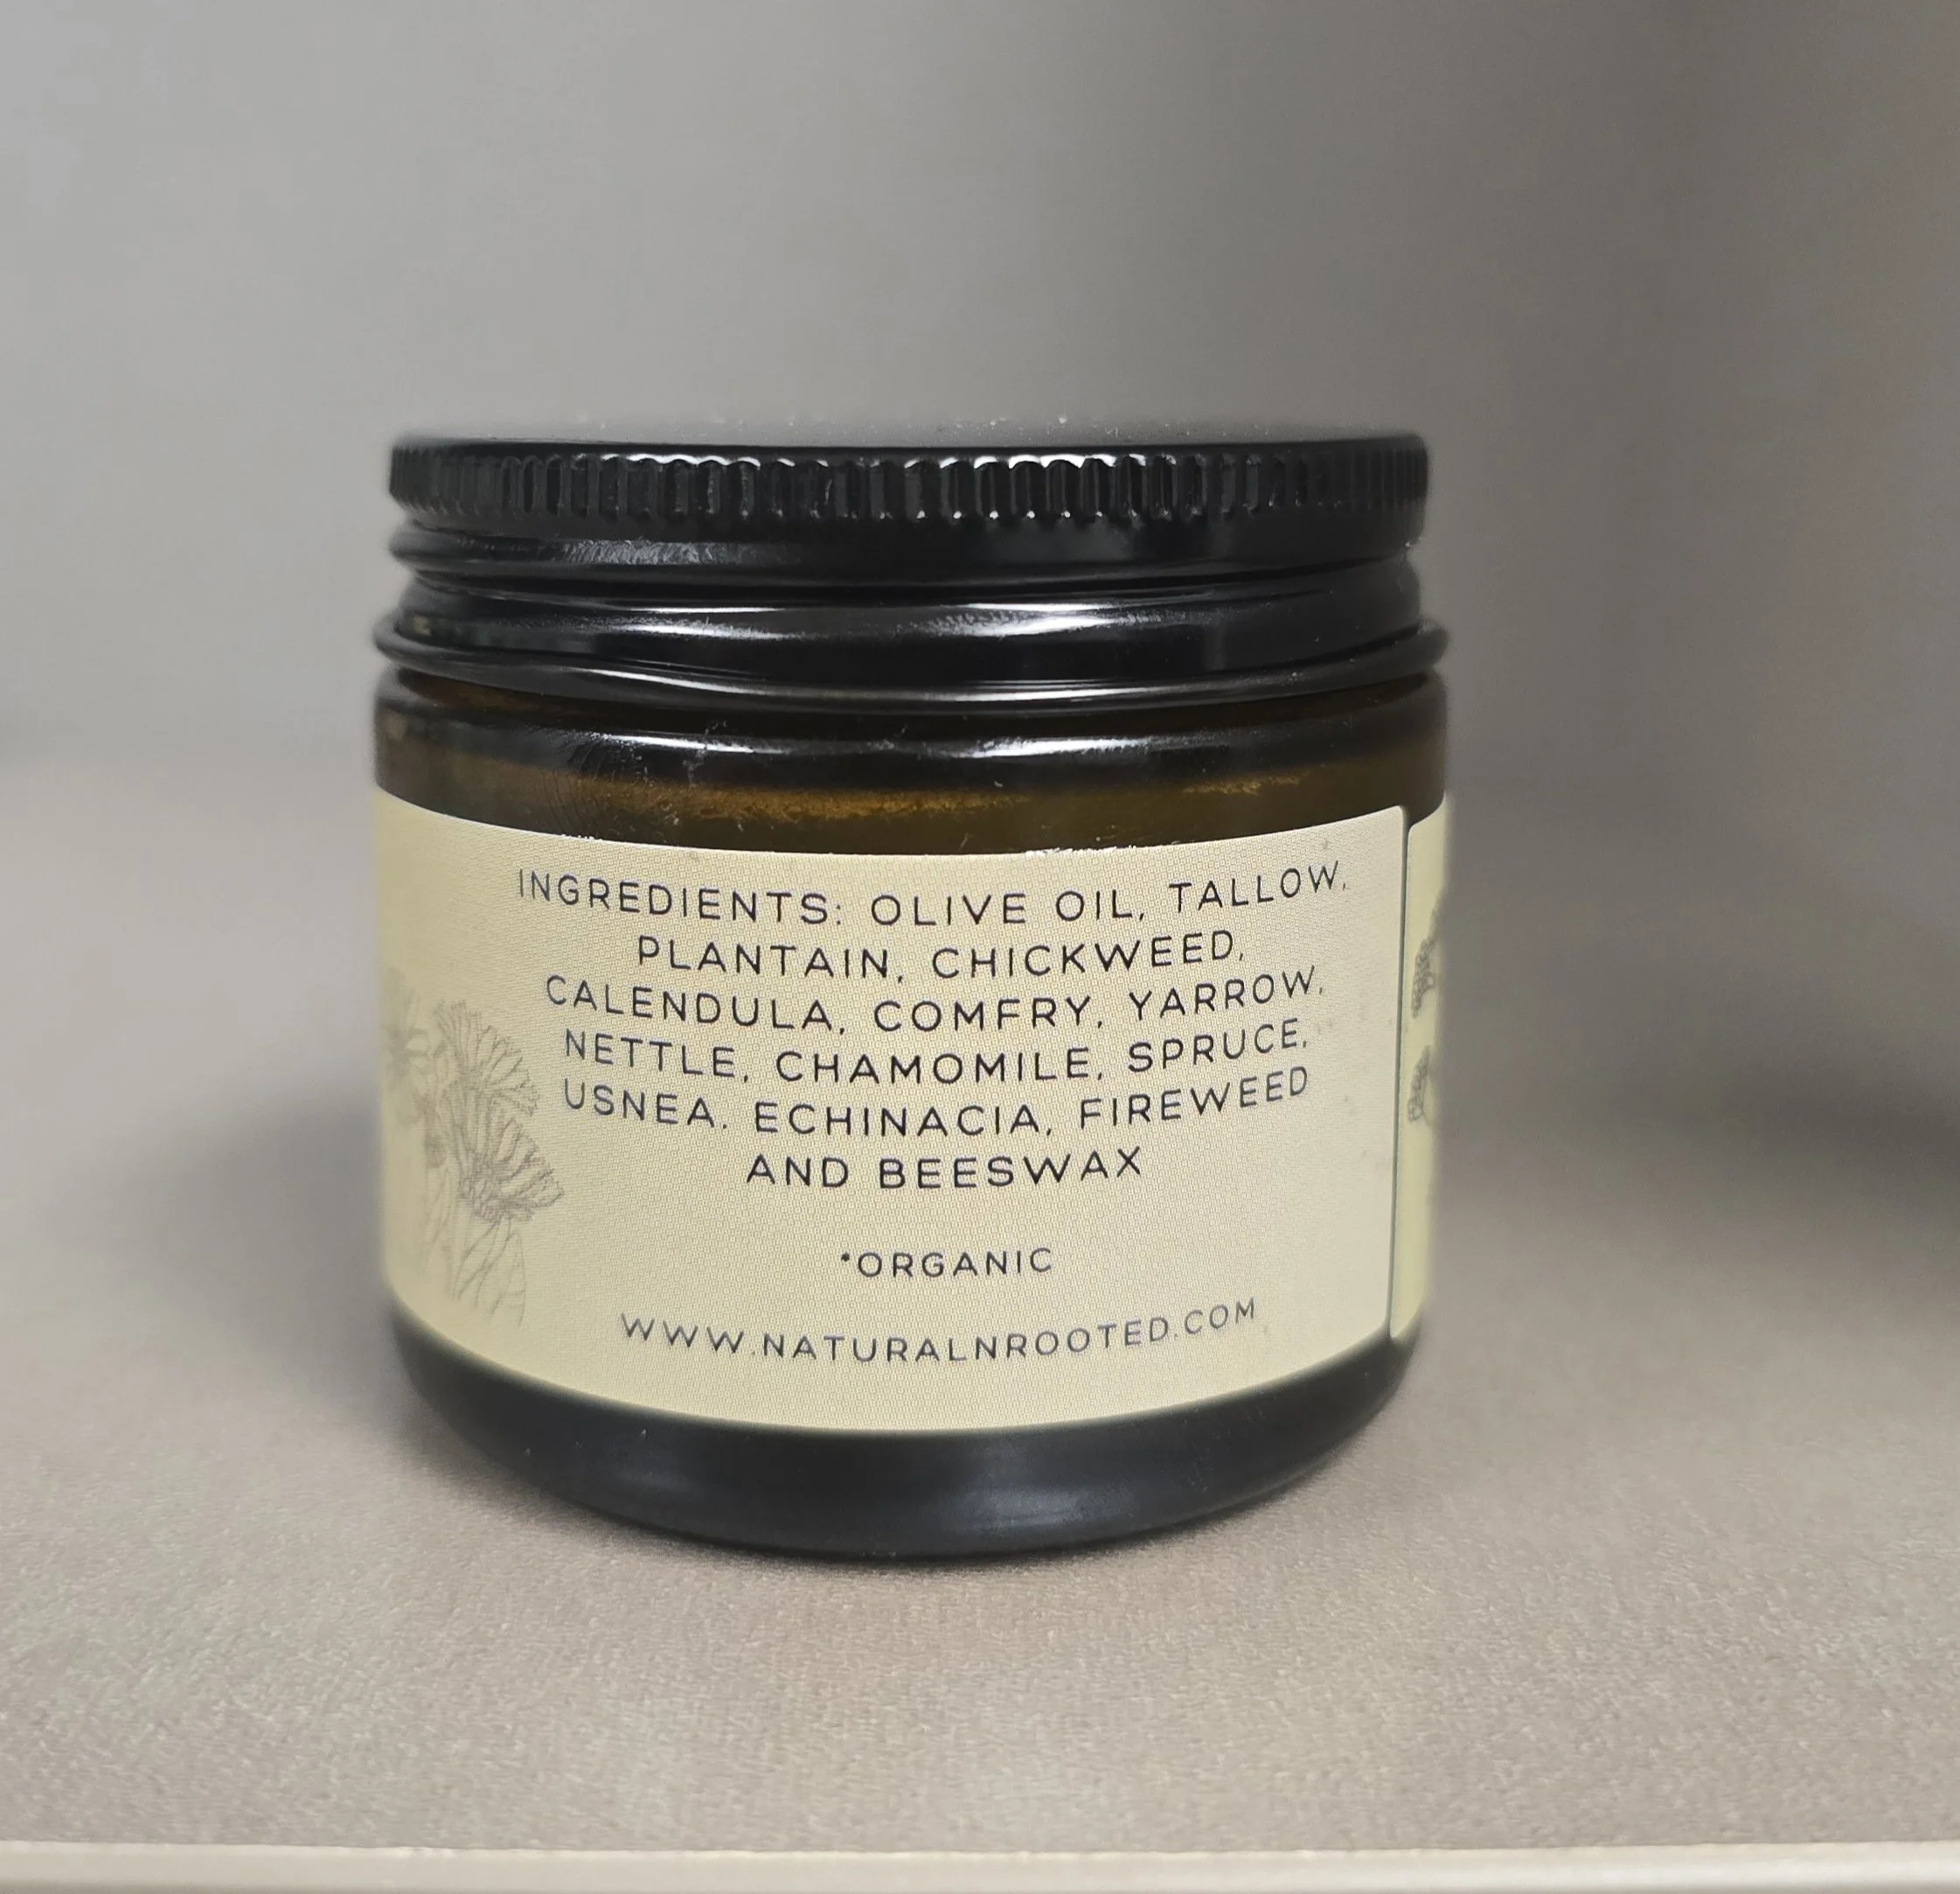 INGREDIENTS: OLIVE OIL, TALLOW,
PLANTAIN, CHICKWEED,
CALENDULA, COMFRY, YARROW,
NETTLE, CHAMOMILE, SPRUCE,
USNEA. ECHINACIA, FIREWEED
AND BEESWAX
*ORGANIC
WWW.NATURALNROOTED.COM